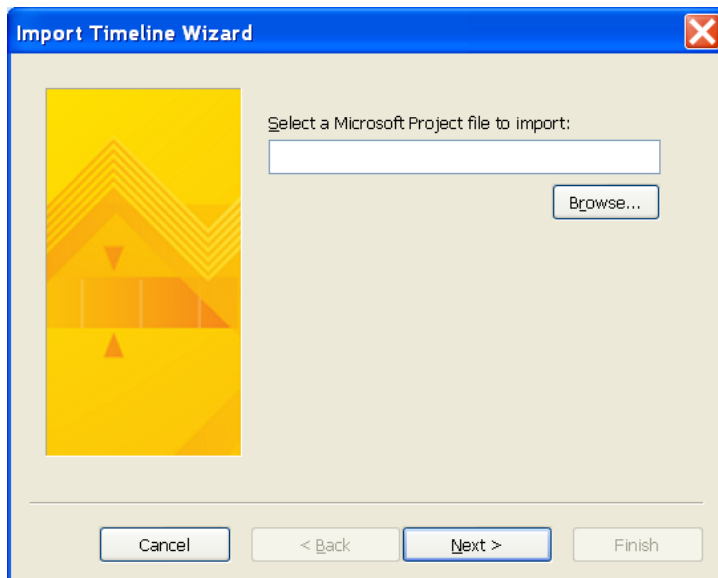 Import Timeline Wizard
Select a Microsoft Project file to import:
Browse...
Cancel
< Back
Next >
Finish